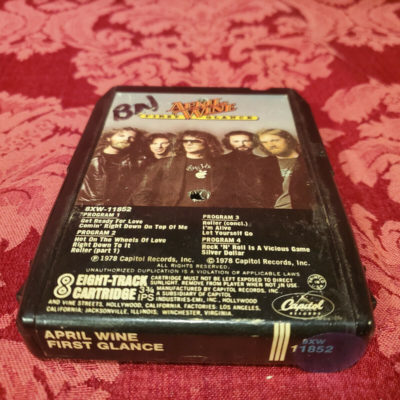 BN
APRIL WINE
FIRST GLANCE
8XW-11852
PROGRAM 1
Get Ready For Love
Comin' Right Down On Top Of Me
PROGRAM 2
Hot On The Wheels Of Love
Right Down To It
Roller (part 1)
PROGRAM 3
Roller (concl.)
I'm Alive
Let Yourself Go
PROGRAM 4
Rock 'N' Roll Is A Vicious Game
Silver Dollar
℗1978 Capitol Records, Inc.
©1978 Capitol Records, Inc.
ALL RIGHTS RESERVED.
UNAUTHORIZED DUPLICATION IS A VIOLATION OF APPLICABLE LAWS
8 EIGHT-TRACK
CARTRIDGE 3¾ IPS
CARTRIDGE MUST NOT BE LEFT EXPOSED TO DIRECT
SUNLIGHT. REMOVE FROM PLAYER WHEN NOT IN USE.
MANUFACTURED BY CAPITOL RECORDS, INC.,
A SUBSIDIARY OF CAPITOL
INDUSTRIES-EMI, INC., HOLLYWOOD
AND VINE STREETS, HOLLYWOOD, CALIFORNIA. FACTORIES: LOS ANGELES,
CALIFORNIA; JACKSONVILLE, ILLINOIS; WINCHESTER, VIRGINIA.
Capitol
RECORDS
APRIL WINE
FIRST GLANCE
8XW
11852